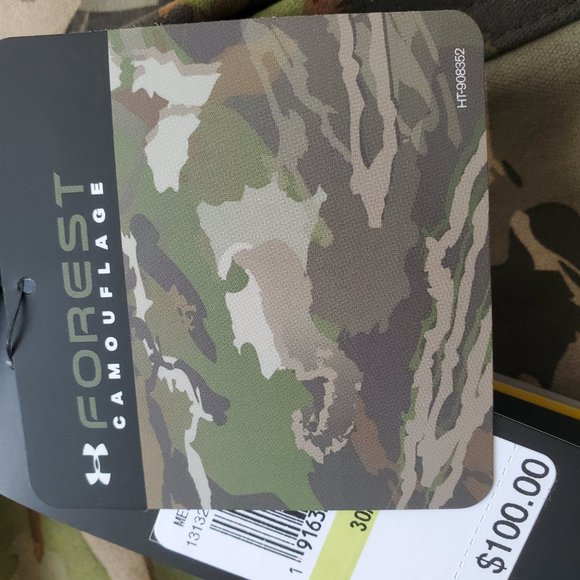 FOREST
CAMOUFLAGE
HT-908352
$100.00